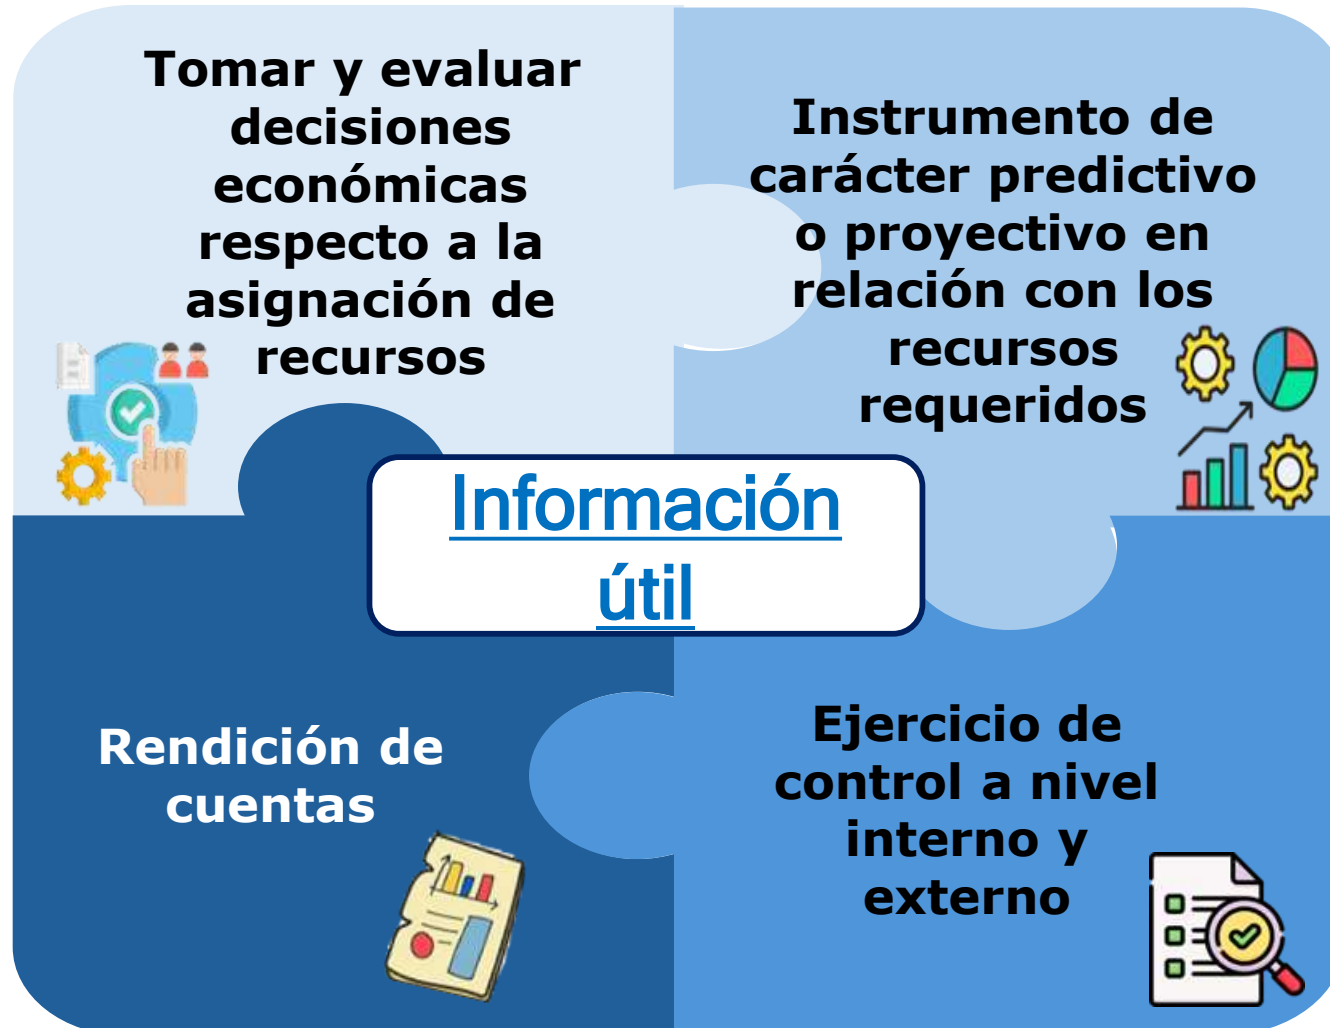 Tomar y evaluar
decisiones
económicas
respecto a la
asignación de
recursos
Instrumento de
carácter predictivo
o proyectivo en
relación con los
recursos
requeridos
Información
útil
Rendición de
cuentas
Ejercicio de
control a nivel
interno y
externo